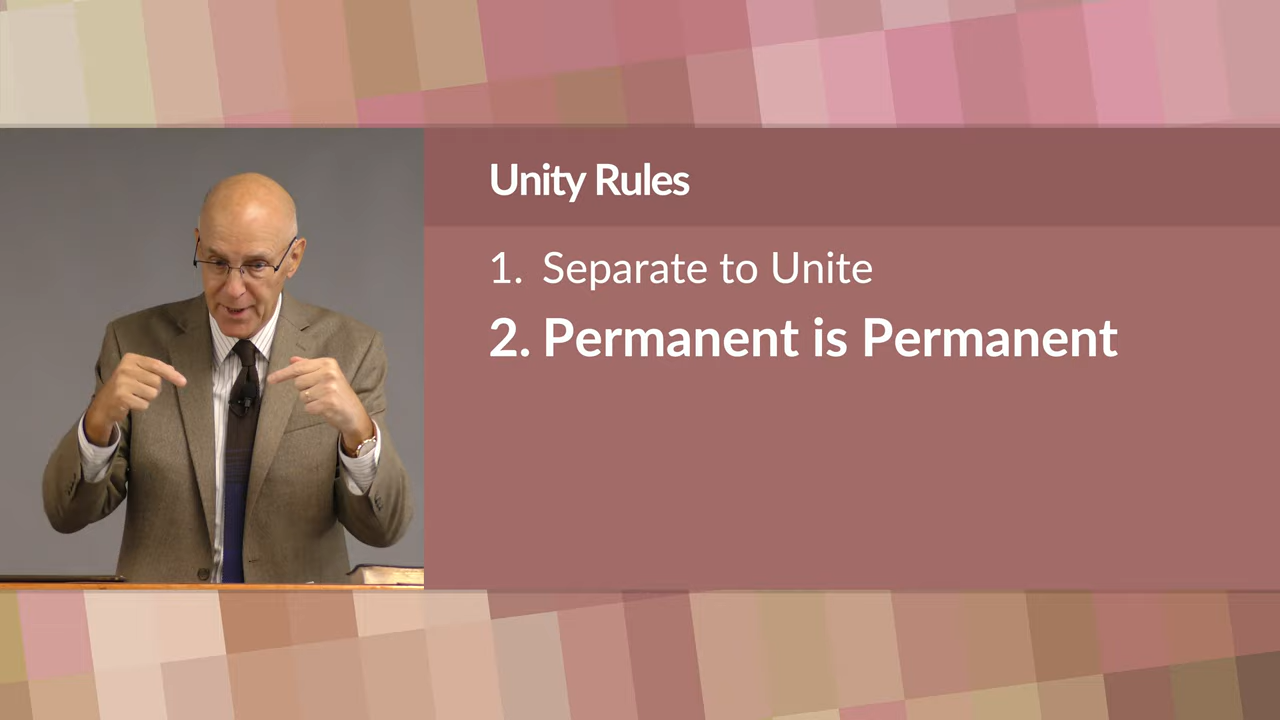 Unity Rules
1. Separate to Unite
2. Permanent is Permanent